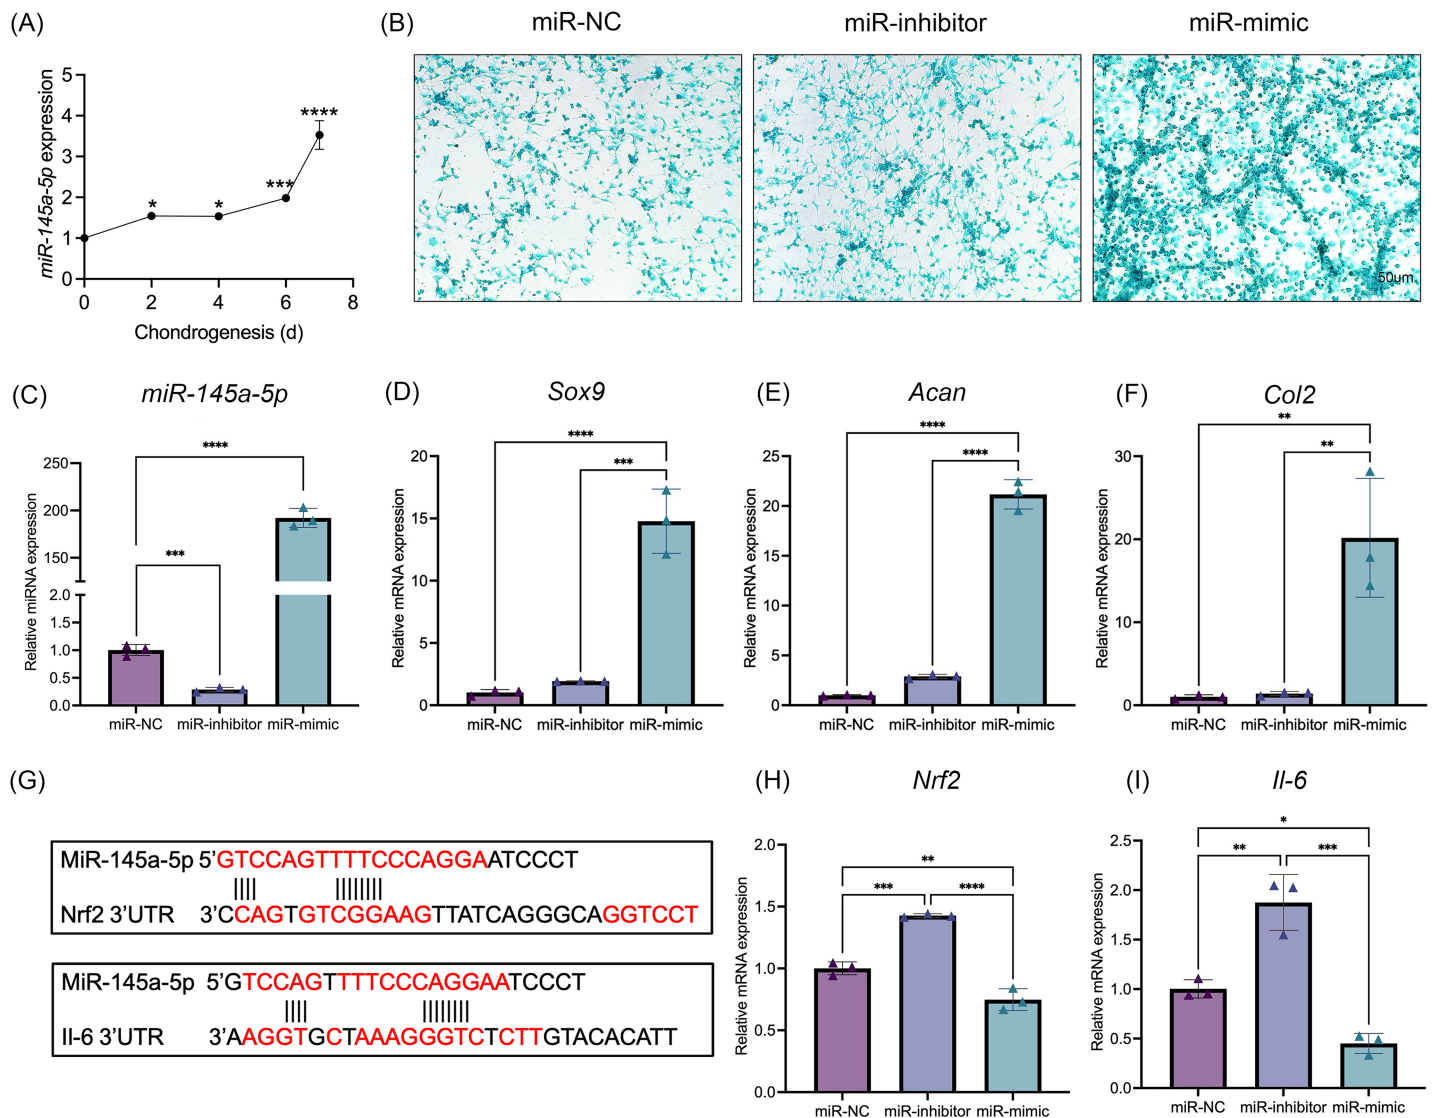 (A)
miR-145a-5p expression
5
4
3
2
1
0
* * *** ****
0 2 4 6 8
Chondrogenesis (d)
(B)
miR-NC miR-inhibitor miR-mimic
50um
(C)
miR-145a-5p
Relative miRNA expression
250
200
150
2.0
1.5
1.0
0.5
0.0
****
***
miR-NC miR-inhibitor miR-mimic
(D)
Sox9
Relative mRNA expression
20
15
10
5
0
****
***
miR-NC miR-inhibitor miR-mimic
(E)
Acan
Relative mRNA expression
25
20
15
10
5
0
****
****
miR-NC miR-inhibitor miR-mimic
(F)
Col2
Relative mRNA expression
30
20
10
0
**
**
miR-NC miR-inhibitor miR-mimic
(G)
MiR-145a-5p 5’GTCCAGTTTTCCCAGGAATCCCT
Nrf2 3’UTR 3’CCAGTGTCGGAAGTTATCAGGGCAGGTCCT
MiR-145a-5p 5’GTCCAGTTTTCCCAGGAATCCCT
Il-6 3’UTR 3’AAGGTGCTAAAGGGTCTCTTGTACACATT
(H)
Nrf2
Relative mRNA expression
2.0
1.5
1.0
0.5
0.0
**
*** ****
miR-NC miR-inhibitor miR-mimic
(I)
Il-6
Relative mRNA expression
2.5
2.0
1.5
1.0
0.5
0.0
*
** ***
miR-NC miR-inhibitor miR-mimic